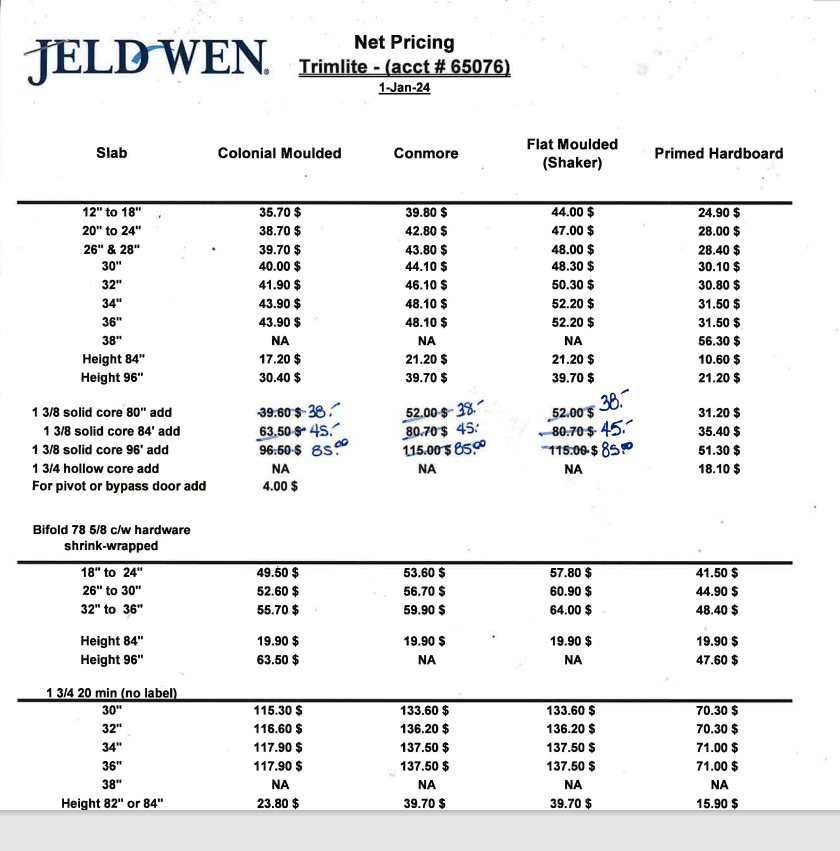 JELD-WEN.
Net Pricing
Trimlite - (acct # 65076)
1-Jan-24
Slab Colonial Moulded Conmore Flat Moulded (Shaker) Primed Hardboard
12" to 18" 35.70 $ 39.80 $ 44.00 $ 24.90 $
20" to 24" 38.70 $ 42.80 $ 47.00 $ 28.00 $
26" & 28" 39.70 $ 43.80 $ 48.00 $ 28.40 $
30" 40.00 $ 44.10 $ 48.30 $ 30.10 $
32" 41.90 $ 46.10 $ 50.30 $ 30.80 $
34" 43.90 $ 48.10 $ 52.20 $ 31.50 $
36" 43.90 $ 48.10 $ 52.20 $ 31.50 $
38" NA NA NA 56.30 $
Height 84" 17.20 $ 21.20 $ 21.20 $ 10.60 $
Height 96" 30.40 $ 39.70 $ 39.70 $ 21.20 $
1 3/8 solid core 80" add 39.60 $ 38.- 52.00 $ 38.- 52.00 $ 38.- 31.20 $
1 3/8 solid core 84' add 63.50 $ 45.- 80.70 $ 45.- 80.70 $ 45.- 35.40 $
1 3/8 solid core 96' add 96.50 $ 85.00 115.00 $ 85.00 115.00 $ 85.00 51.30 $
1 3/4 hollow core add NA NA NA 18.10 $
For pivot or bypass door add 4.00 $
Bifold 78 5/8 c/w hardware
shrink-wrapped
18" to 24" 49.50 $ 53.60 $ 57.80 $ 41.50 $
26" to 30" 52.60 $ 56.70 $ 60.90 $ 44.90 $
32" to 36" 55.70 $ 59.90 $ 64.00 $ 48.40 $
Height 84" 19.90 $ 19.90 $ 19.90 $ 19.90 $
Height 96" 63.50 $ NA NA 47.60 $
1 3/4 20 min (no label)
30" 115.30 $ 133.60 $ 133.60 $ 70.30 $
32" 116.60 $ 136.20 $ 136.20 $ 70.30 $
34" 117.90 $ 137.50 $ 137.50 $ 71.00 $
36" 117.90 $ 137.50 $ 137.50 $ 71.00 $
38" NA NA NA NA
Height 82" or 84" 23.80 $ 39.70 $ 39.70 $ 15.90 $